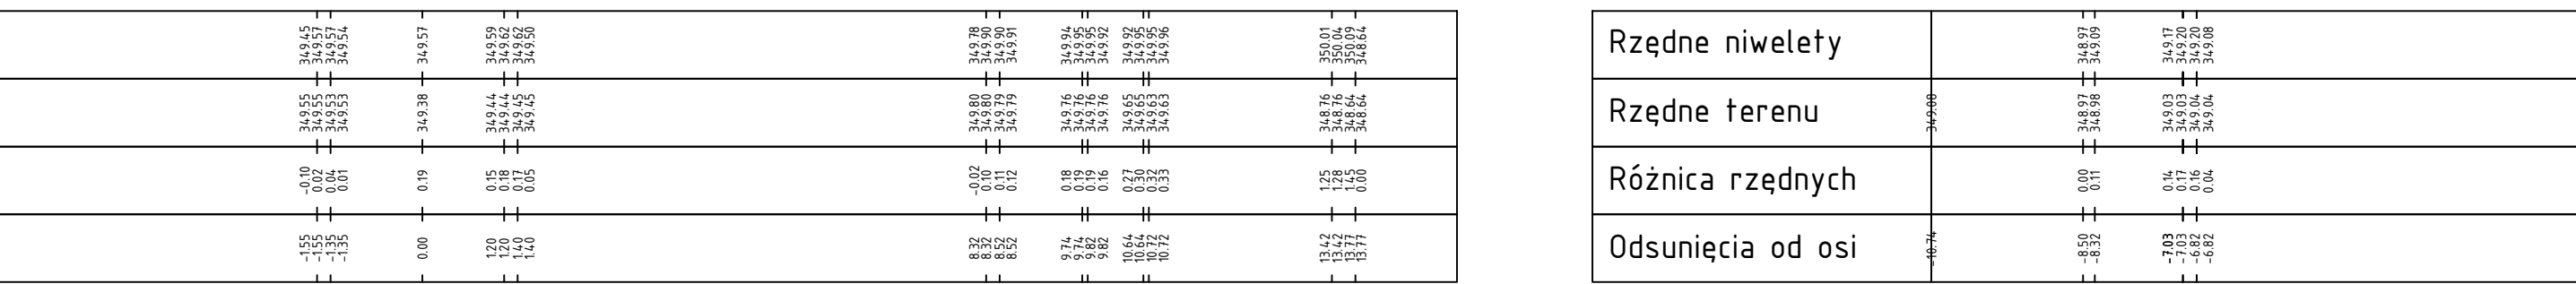 349.45 349.57 349.57 349.54 349.57 349.59 349.62 349.62 349.50 349.78 349.90 349.90 349.91 349.94 349.95 349.95 349.92 349.92 349.95 349.95 349.96 350.01 350.04 350.09 348.64
349.55 349.55 349.53 349.53 349.38 349.44 349.44 349.45 349.45 349.80 349.80 349.79 349.79 349.76 349.76 349.76 349.76 349.65 349.65 349.63 349.63 348.76 348.76 348.64 348.64
-0.10 0.02 0.04 0.01 0.19 0.15 0.18 0.17 0.05 -0.02 0.10 0.11 0.12 0.18 0.19 0.19 0.16 0.27 0.30 0.32 0.33 1.25 1.28 1.45 0.00
-1.55 -1.55 -1.35 -1.35 0.00 1.20 1.20 1.40 1.40 8.32 8.32 8.52 8.52 9.74 9.74 9.82 9.82 10.64 10.64 10.72 10.72 13.42 13.42 13.77 13.77
Rzędne niwelety 348.97 349.09 349.17 349.20 349.20 349.08
Rzędne terenu 349.08 348.97 348.98 349.03 349.03 349.04 349.04
Różnica rzędnych 0.00 0.11 0.14 0.17 0.16 0.04
Odsunięcia od osi -10.74 -8.50 -8.32 -7.03 -7.03 -6.82 -6.82